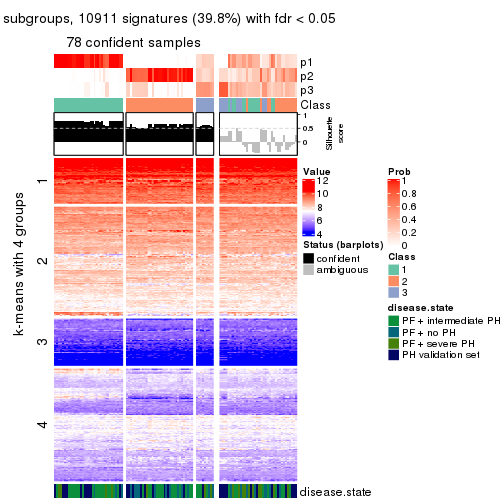 subgroups, 10911 signatures (39.8%) with fdr < 0.05
78 confident samples
p1
p2
p3
Class
1
0.5
0
Silhouette
score
k-means with 4 groups
1
2
3
4
disease.state
Value
12
10
8
6
4
Status (barplots)
confident
ambiguous
Prob
1
0.8
0.6
0.4
0.2
0
Class
1
2
3
disease.state
PF + intermediate PH
PF + no PH
PF + severe PH
PH validation set